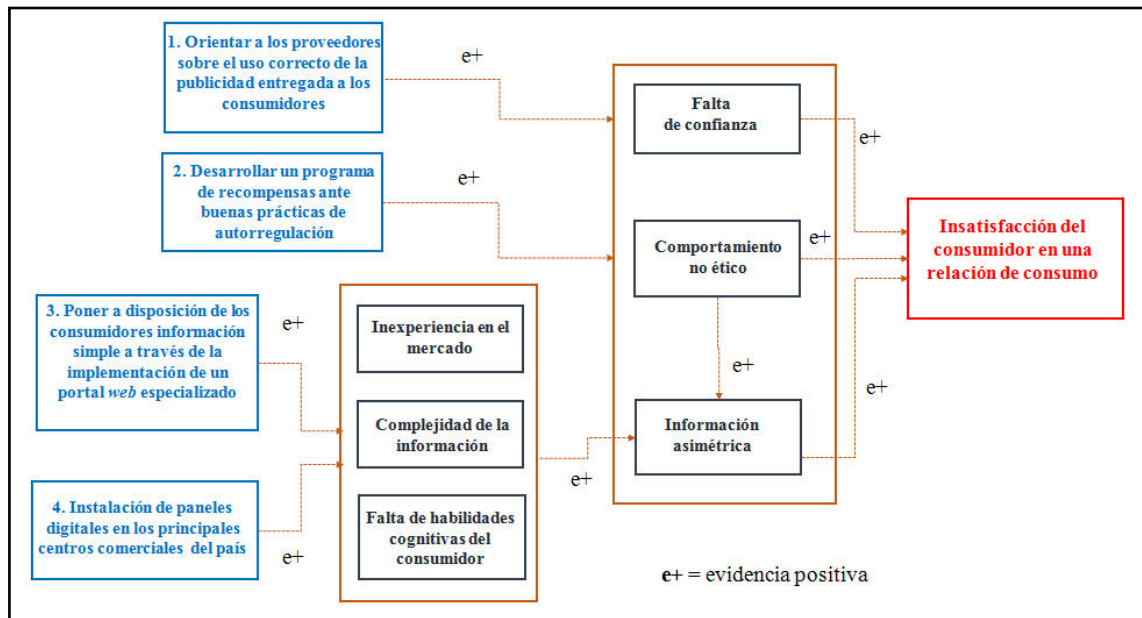 1. Orientar a los proveedores
sobre el uso correcto de la
publicidad entregada a los
consumidores
e+
Falta
de confianza
e+
2. Desarrollar un programa
de recompensas ante
buenas prácticas de
autorregulación
e+
Comportamiento
no ético
e+
Insatisfacción del
consumidor en una
relación de consumo
3. Poner a disposición de los
consumidores información
simple a través de la
implementación de un
portal web especializado
e+
Inexperiencia en el
mercado
e+
Complejidad de la
información
e+
Información
asimétrica
e+
4. Instalación de paneles
digitales en los principales
centros comerciales del país
e+
Falta de habilidades
cognitivas del
consumidor
e+ = evidencia positiva